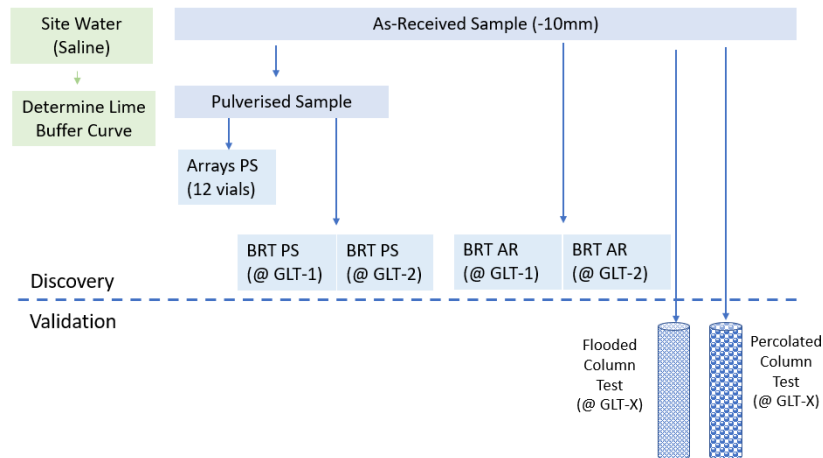 Site Water
(Saline)
As-Received Sample (-10mm)
Determine Lime
Buffer Curve
Pulverised Sample
Arrays PS
(12 vials)
BRT PS
(@ GLT-1)
BRT PS
(@ GLT-2)
BRT AR
(@ GLT-1)
BRT AR
(@ GLT-2)
Discovery
Validation
Flooded
Column
Test
(@ GLT-X)
Percolated
Column
Test
(@ GLT-X)